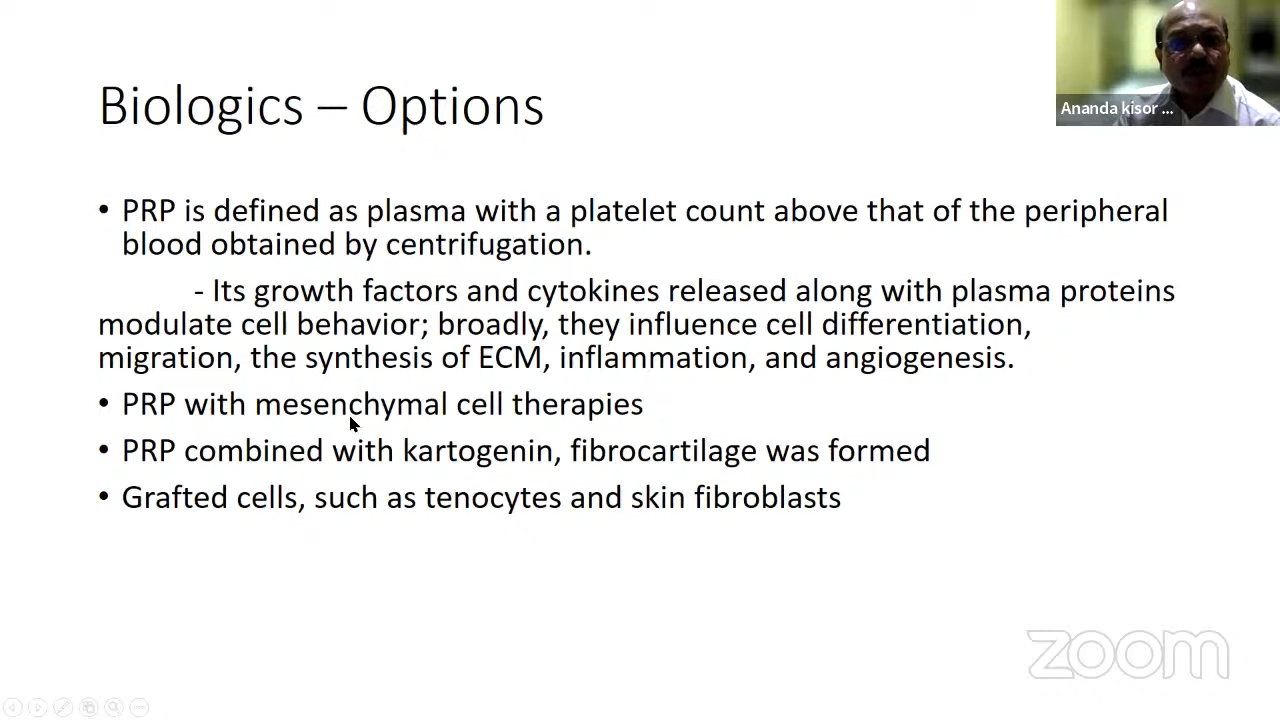 Ananda kisor ...
Biologics – Options
• PRP is defined as plasma with a platelet count above that of the peripheral
blood obtained by centrifugation.
- Its growth factors and cytokines released along with plasma proteins
modulate cell behavior; broadly, they influence cell differentiation,
migration, the synthesis of ECM, inflammation, and angiogenesis.
• PRP with mesenchymal cell therapies
• PRP combined with kartogenin, fibrocartilage was formed
• Grafted cells, such as tenocytes and skin fibroblasts
zoom